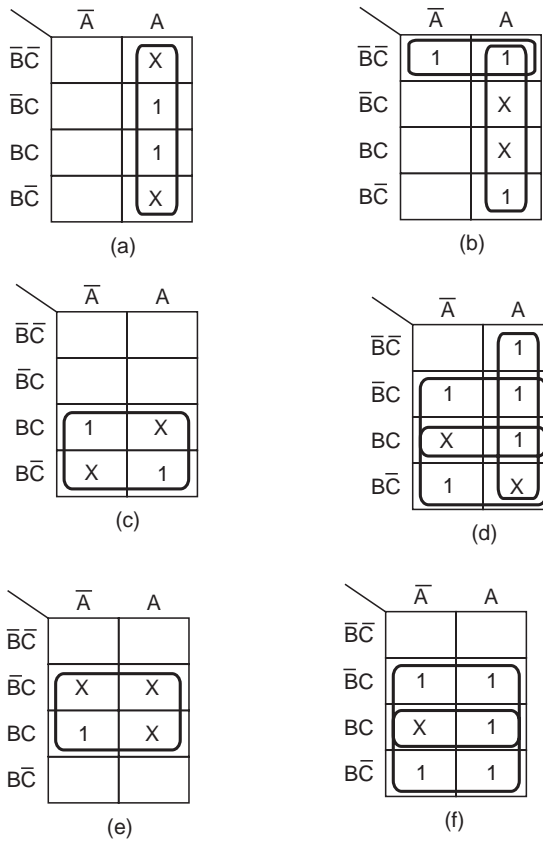 A̅ A
B̅C̅ X
B̅C 1
BC 1
BC̅ X
(a)
A̅ A
B̅C̅ 1 1
B̅C X
BC X
BC̅ 1
(b)
A̅ A
B̅C̅
B̅C
BC 1 X
BC̅ X 1
(c)
A̅ A
B̅C̅ 1
B̅C 1 1
BC X 1
BC̅ 1 X
(d)
A̅ A
B̅C̅
B̅C X X
BC 1 X
BC̅
(e)
A̅ A
B̅C̅
B̅C 1 1
BC X 1
BC̅ 1 1
(f)